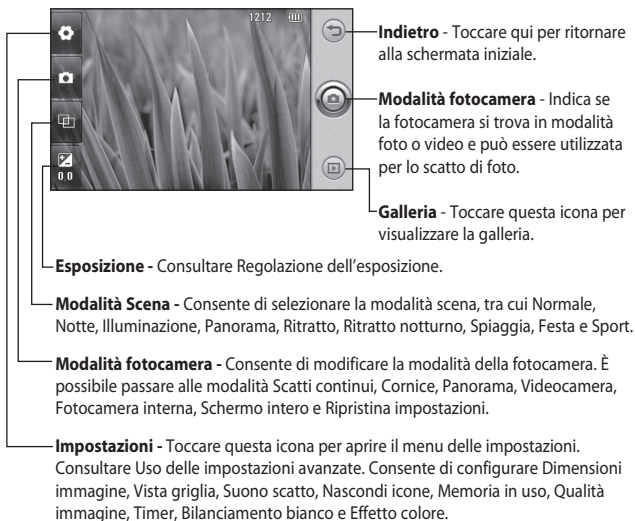 1212
0 0
Indietro - Toccare qui per ritornare
alla schermata iniziale.
Modalità fotocamera - Indica se
la fotocamera si trova in modalità
foto o video e può essere utilizzata
per lo scatto di foto.
Galleria - Toccare questa icona per
visualizzare la galleria.
Esposizione - Consultare Regolazione dell’esposizione.
Modalità Scena - Consente di selezionare la modalità scena, tra cui Normale,
Notte, Illuminazione, Panorama, Ritratto, Ritratto notturno, Spiaggia, Festa e Sport.
Modalità fotocamera - Consente di modificare la modalità della fotocamera. È
possibile passare alle modalità Scatti continui, Cornice, Panorama, Videocamera,
Fotocamera interna, Schermo intero e Ripristina impostazioni.
Impostazioni - Toccare questa icona per aprire il menu delle impostazioni.
Consultare Uso delle impostazioni avanzate. Consente di configurare Dimensioni
immagine, Vista griglia, Suono scatto, Nascondi icone, Memoria in uso, Qualità
immagine, Timer, Bilanciamento bianco e Effetto colore.